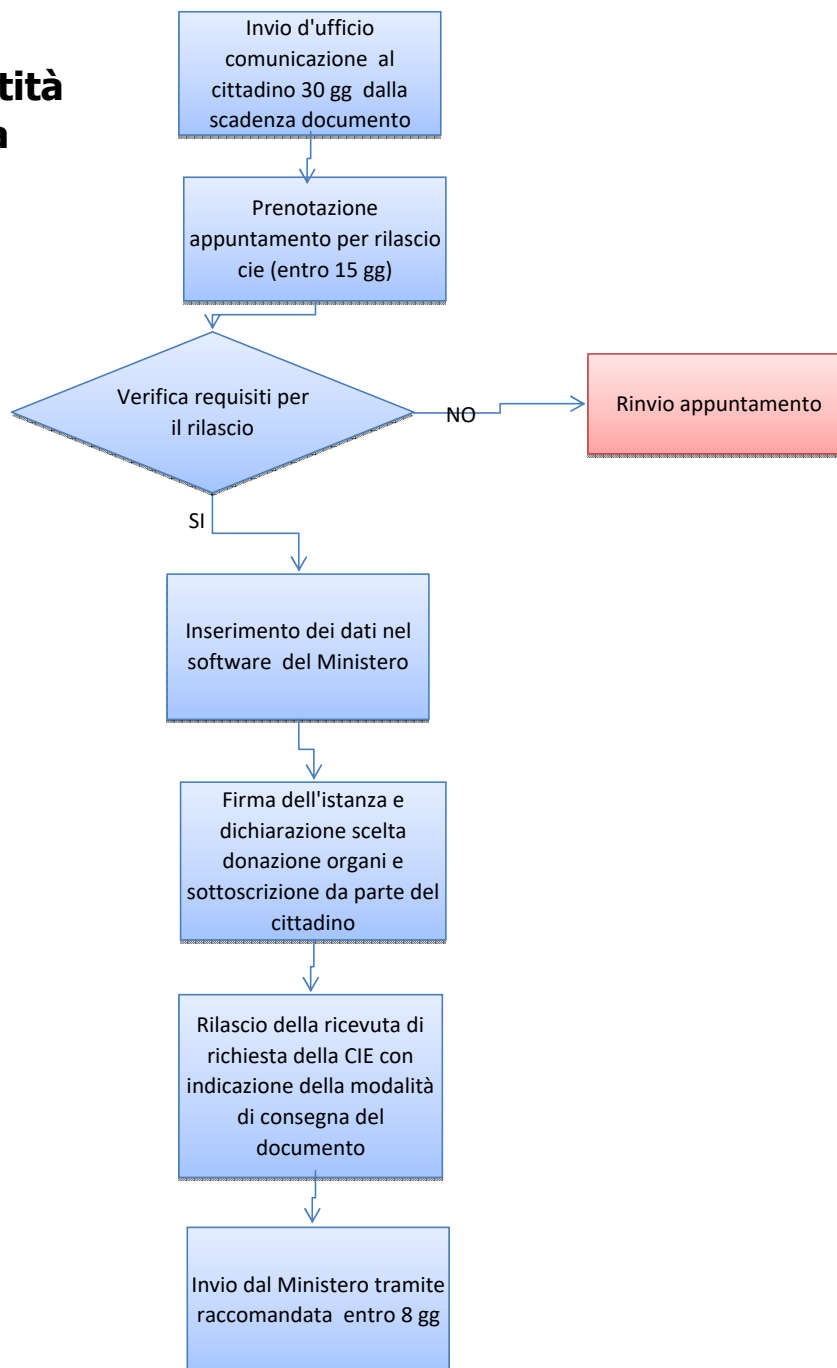 tità
a
Invio d'ufficio
comunicazione al
cittadino 30 gg dalla
scadenza documento
Prenotazione
appuntamento per rilascio
cie (entro 15 gg)
Verifica requisiti per
il rilascio
NO
Rinvio appuntamento
SI
Inserimento dei dati nel
software del Ministero
Firma dell'istanza e
dichiarazione scelta
donazione organi e
sottoscrizione da parte del
cittadino
Rilascio della ricevuta di
richiesta della CIE con
indicazione della modalità
di consegna del
documento
Invio dal Ministero tramite
raccomandata entro 8 gg